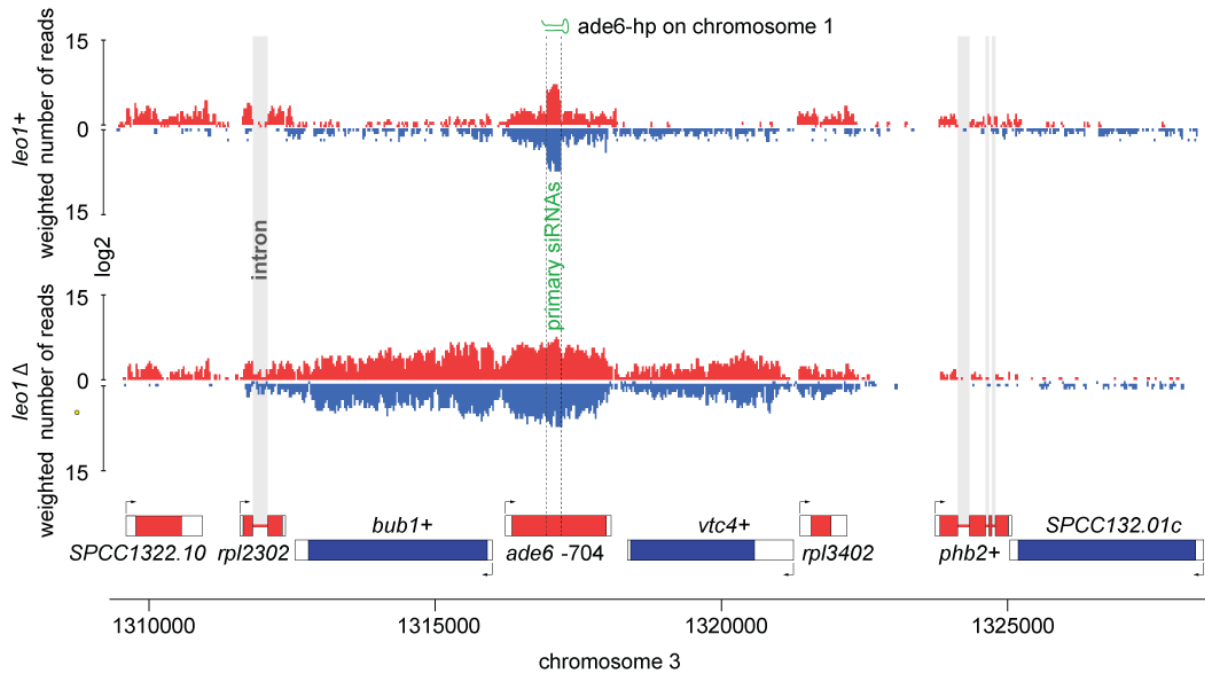 ade6-hp on chromosome 1
15
0
15
weighted number of reads
leo1+
log2
intron
primary siRNAs
15
0
15
weighted number of reads
leo1 Δ
bub1+
vtc4+
SPCC132.01c
SPCC1322.10
rpl2302
ade6 -704
rpl3402
phb2+
1310000
1315000
1320000
1325000
chromosome 3